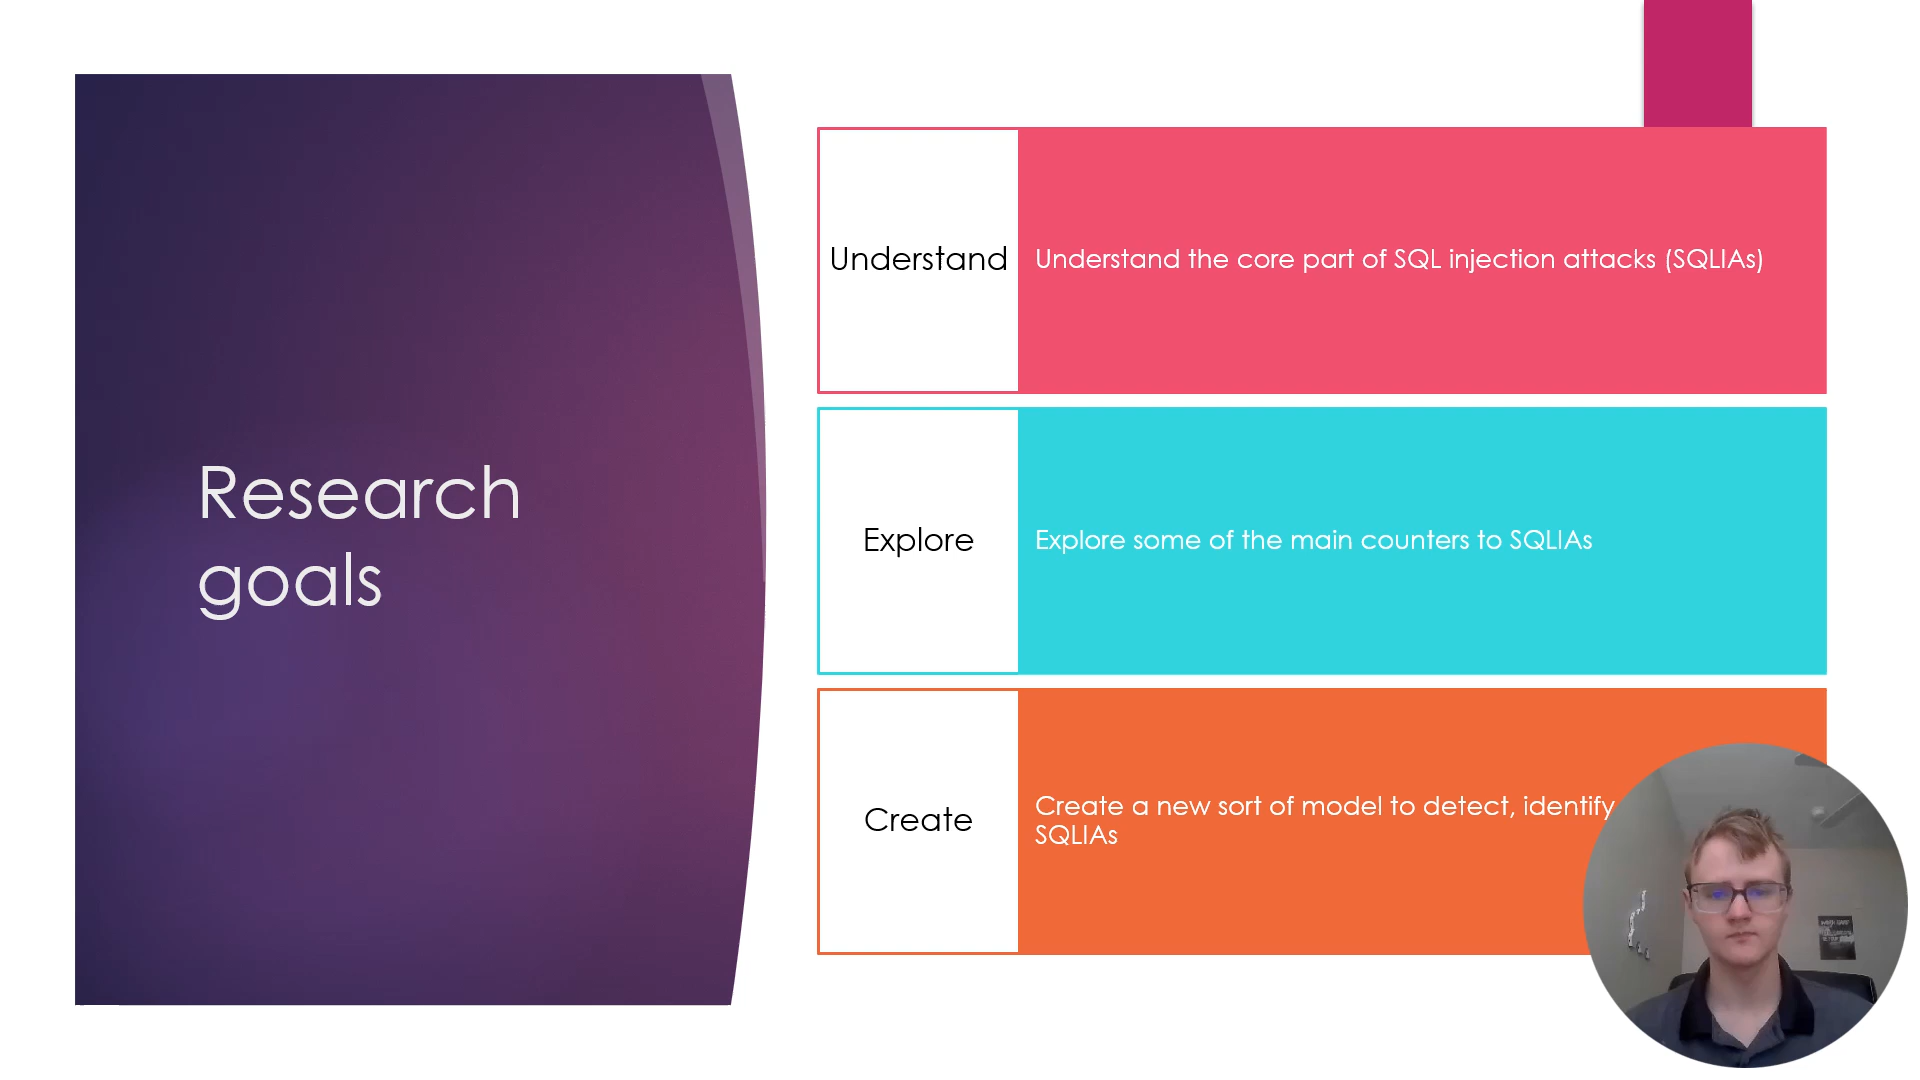 Research
goals
Understand
Understand the core part of SQL injection attacks (SQLIAs)
Explore
Explore some of the main counters to SQLIAs
Create
Create a new sort of model to detect, identify
SQLIAs